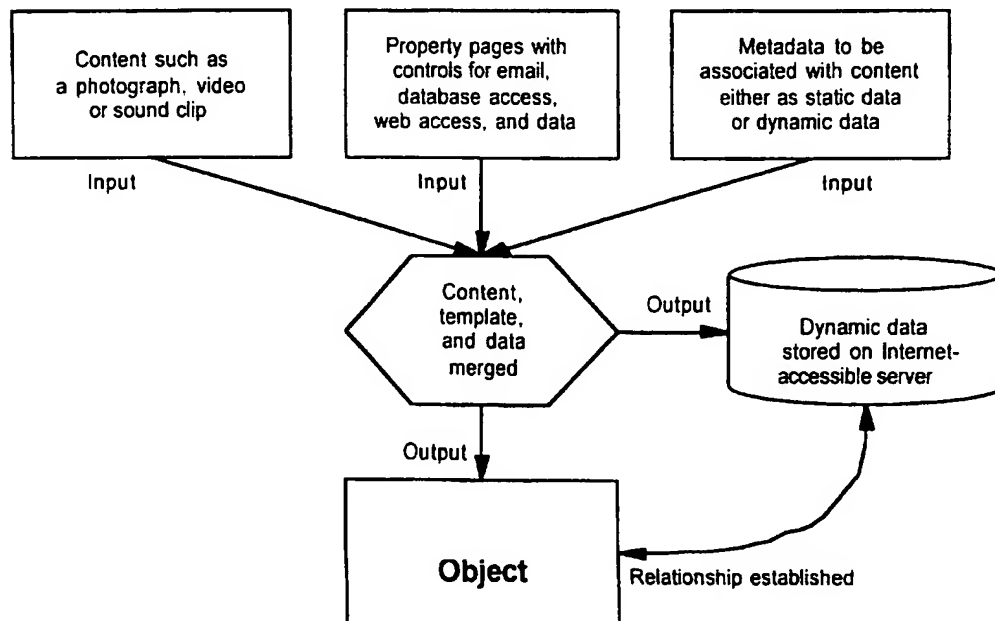 Content such as
a photograph, video
or sound clip
Property pages with
controls for email,
database access,
web access, and data
Metadata to be
associated with content
either as static data
or dynamic data
Input
Input
Input
Content,
template,
and data
merged
Output
Dynamic data
stored on Internet-
accessible server
Output
Object
Relationship established